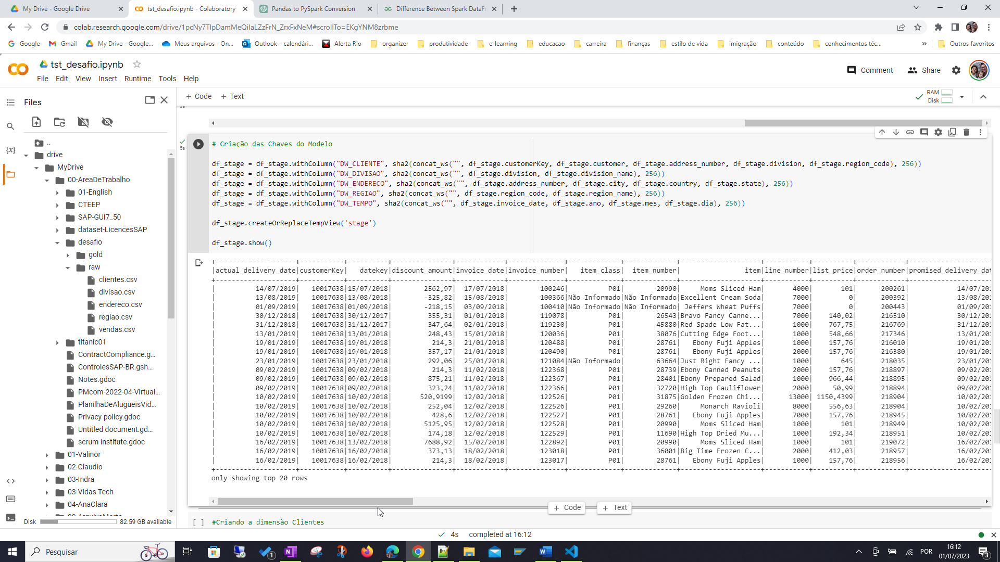 My Drive - Google Drive
tst_desafio.ipynb - Colaboratory
Pandas to PySpark Conversion
Difference Between Spark DataFr
colab.research.google.com/drive/1pcNy7TlpDamMeQiIaLZzFrN_ZrxFxNeM#scrollTo=EKgYNM8zrbme
Google
Gmail
My Drive - Google...
Meus arquivos - On...
Outlook – calendári...
Alerta Rio
organizer
produtividade
e-learning
educacao
carreira
finanças
estilo de vida
imigração
conteúdo
conhecimentos téc...
»
Outros favoritos
tst_desafio.ipynb
File Edit View Insert Runtime Tools Help
Comment
Share
Files
+ Code + Text
RAM
Disk
..
drive
MyDrive
00-AreaDeTrabalho
01-English
CTEEP
SAP-GUI7_50
dataset-LicencesSAP
desafio
gold
raw
clientes.csv
divisao.csv
endereco.csv
regiao.csv
vendas.csv
titanic01
ContractCompliance.g...
ControlesSAP-BR.gsh...
Notes.gdoc
PMcom-2022-04-Virtual...
PlanilhaDeAlugueisVid...
Privacy policy.gdoc
Untitled document.gd...
scrum institute.gdoc
01-Valinor
02-Claudio
03-Indra
03-Vidas Tech
04-AnaClara
Disk
82.59 GB available
5s
# Criação das Chaves do Modelo
df_stage = df_stage.withColumn("DW_CLIENTE", sha2(concat_ws("", df_stage.customerKey, df_stage.customer, df_stage.address_number, df_stage.division, df_stage.region_code), 256))
df_stage = df_stage.withColumn("DW_DIVISAO", sha2(concat_ws("", df_stage.division, df_stage.division_name), 256))
df_stage = df_stage.withColumn("DW_ENDERECO", sha2(concat_ws("", df_stage.address_number, df_stage.city, df_stage.country, df_stage.state), 256))
df_stage = df_stage.withColumn("DW_REGIAO", sha2(concat_ws("", df_stage.region_code, df_stage.region_name), 256))
df_stage = df_stage.withColumn("DW_TEMPO", sha2(concat_ws("", df_stage.invoice_date, df_stage.ano, df_stage.mes, df_stage.dia), 256))
df_stage.createOrReplaceTempView('stage')
df_stage.show()
|actual_delivery_date|customerKey| datekey|discount_amount|invoice_date|invoice_number| item_class| item_number| item|line_number|list_price|order_number|promised_delivery_dat
| 14/07/2019| 10017638|15/07/2018| 2562,97| 17/07/2018| 100246| P01| 20990| Moms Sliced Ham| 4000| 101| 200261| 14/07/201
| 13/08/2019| 10017638|13/08/2018| -325,82| 15/08/2018| 100366|Não Informado|Não Informado|Excellent Cream Soda| 7000| 0| 200392| 13/08/201
| 01/09/2019| 10017638|01/09/2018| -218,15| 03/09/2018| 100410|Não Informado|Não Informado| Jeffers Wheat Puffs| 7000| 0| 200443| 01/09/201
| 30/12/2018| 10017638|30/12/2017| 355,31| 01/01/2018| 119078| P01| 26543|Bravo Fancy Canne...| 7000| 140,02| 216510| 30/12/201
| 31/12/2018| 10017638|31/12/2017| 347,64| 02/01/2018| 119230| P01| 45880|Red Spade Low Fat...| 1000| 767,75| 216769| 31/12/201
| 13/01/2019| 10017638|13/01/2018| 248,43| 15/01/2018| 120036| P01| 38076|Cutting Edge Foot...| 1000| 548,66| 217346| 13/01/201
| 19/01/2019| 10017638|19/01/2018| 214,3| 21/01/2018| 120488| P01| 28761| Ebony Fuji Apples| 1000| 157,76| 216010| 19/01/201
| 19/01/2019| 10017638|19/01/2018| 357,17| 21/01/2018| 120490| P01| 28761| Ebony Fuji Apples| 2000| 157,76| 216380| 19/01/201
| 23/01/2019| 10017638|23/01/2018| 292,06| 25/01/2018| 121084|Não Informado| 63664|Just Right Fancy ...| 1000| 645| 218035| 23/01/201
| 09/02/2019| 10017638|09/02/2018| 214,3| 11/02/2018| 122368| P01| 28739|Ebony Canned Peanuts| 2000| 157,76| 218897| 09/02/201
| 09/02/2019| 10017638|09/02/2018| 875,21| 11/02/2018| 122367| P01| 28401|Ebony Prepared Salad| 1000| 966,44| 218895| 09/02/201
| 09/02/2019| 10017638|09/02/2018| 323,24| 11/02/2018| 122366| P01| 32720|High Top Cauliflower| 2000| 50,99| 218894| 09/02/201
| 10/02/2019| 10017638|10/02/2018| 520,9199| 12/02/2018| 122526| P01| 31875|Golden Frozen Chi...| 13000| 1150,4399| 218904| 10/02/201
| 10/02/2019| 10017638|10/02/2018| 252,04| 12/02/2018| 122526| P01| 29260| Monarch Ravioli| 8000| 556,63| 218904| 10/02/201
| 10/02/2019| 10017638|10/02/2018| 428,6| 12/02/2018| 122527| P01| 28761| Ebony Fuji Apples| 7000| 157,76| 218945| 10/02/201
| 10/02/2019| 10017638|10/02/2018| 5125,95| 12/02/2018| 122528| P01| 20990| Moms Sliced Ham| 1000| 101| 218949| 10/02/201
| 10/02/2019| 10017638|10/02/2018| 174,18| 12/02/2018| 122529| P01| 11690|High Top Dried Mu...| 1000| 192,34| 218951| 10/02/201
| 16/02/2019| 10017638|13/02/2018| 7688,92| 15/02/2018| 122892| P01| 20990| Moms Sliced Ham| 1000| 101| 219072| 16/02/201
| 16/02/2019| 10017638|16/02/2018| 373,13| 18/02/2018| 123018| P01| 36001|Big Time Frozen C...| 2000| 412,03| 218957| 16/02/201
| 16/02/2019| 10017638|16/02/2018| 214,3| 18/02/2018| 123017| P01| 28761| Ebony Fuji Apples| 1000| 157,76| 218956| 16/02/201
only showing top 20 rows
+ Code + Text
[ ] #Criando a dimensão Clientes
4s completed at 16:12
Pesquisar
1
POR
16:12
01/07/2023
3